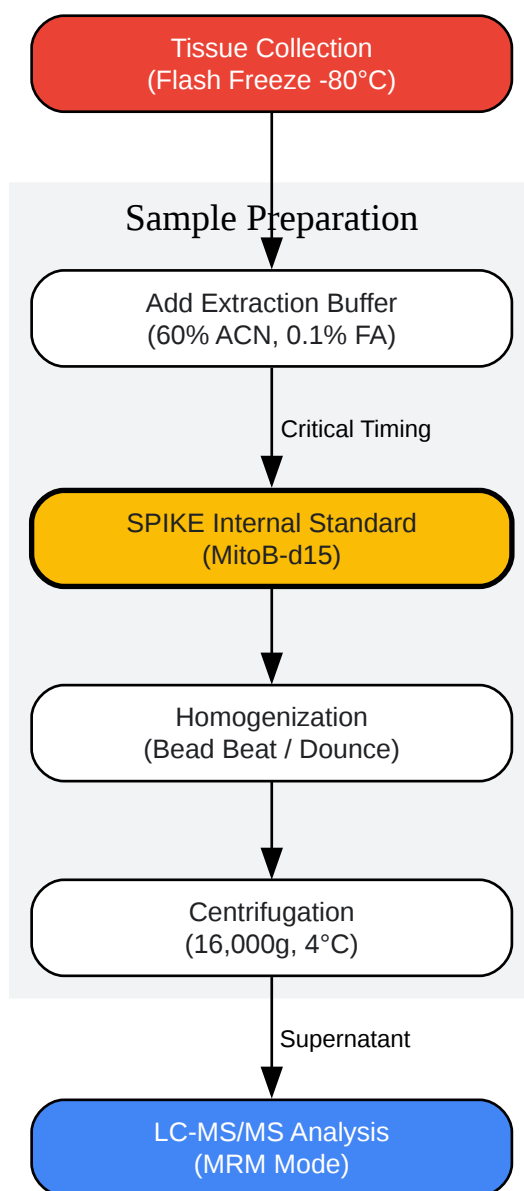 Tissue Collection
(Flash Freeze -80°C)
Sample Preparation
Add Extraction Buffer
(60% ACN, 0.1% FA)
Critical Timing
SPIKE Internal Standard
(MitoB-d15)
Homogenization
(Bead Beat / Dounce)
Centrifugation
(16,000g, 4°C)
Supernatant
LC-MS/MS Analysis
(MRM Mode)